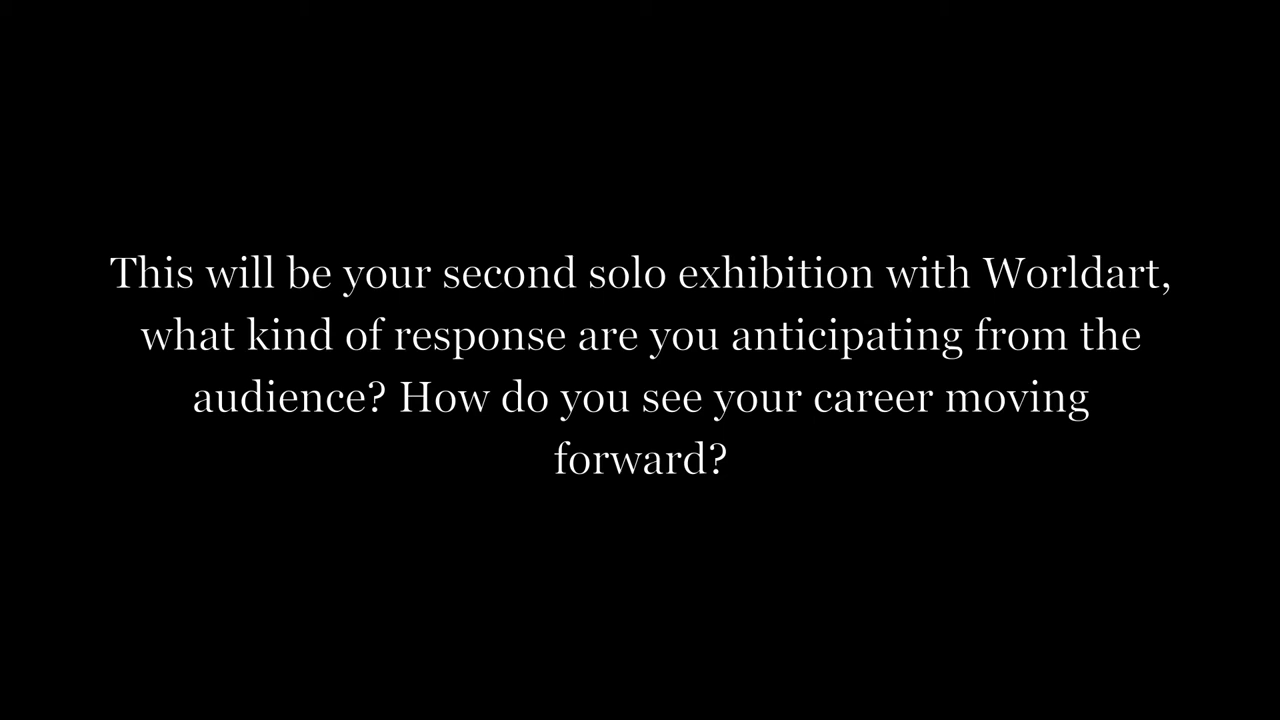 This will be your second solo exhibition with Worldart,
what kind of response are you anticipating from the
audience? How do you see your career moving
forward?